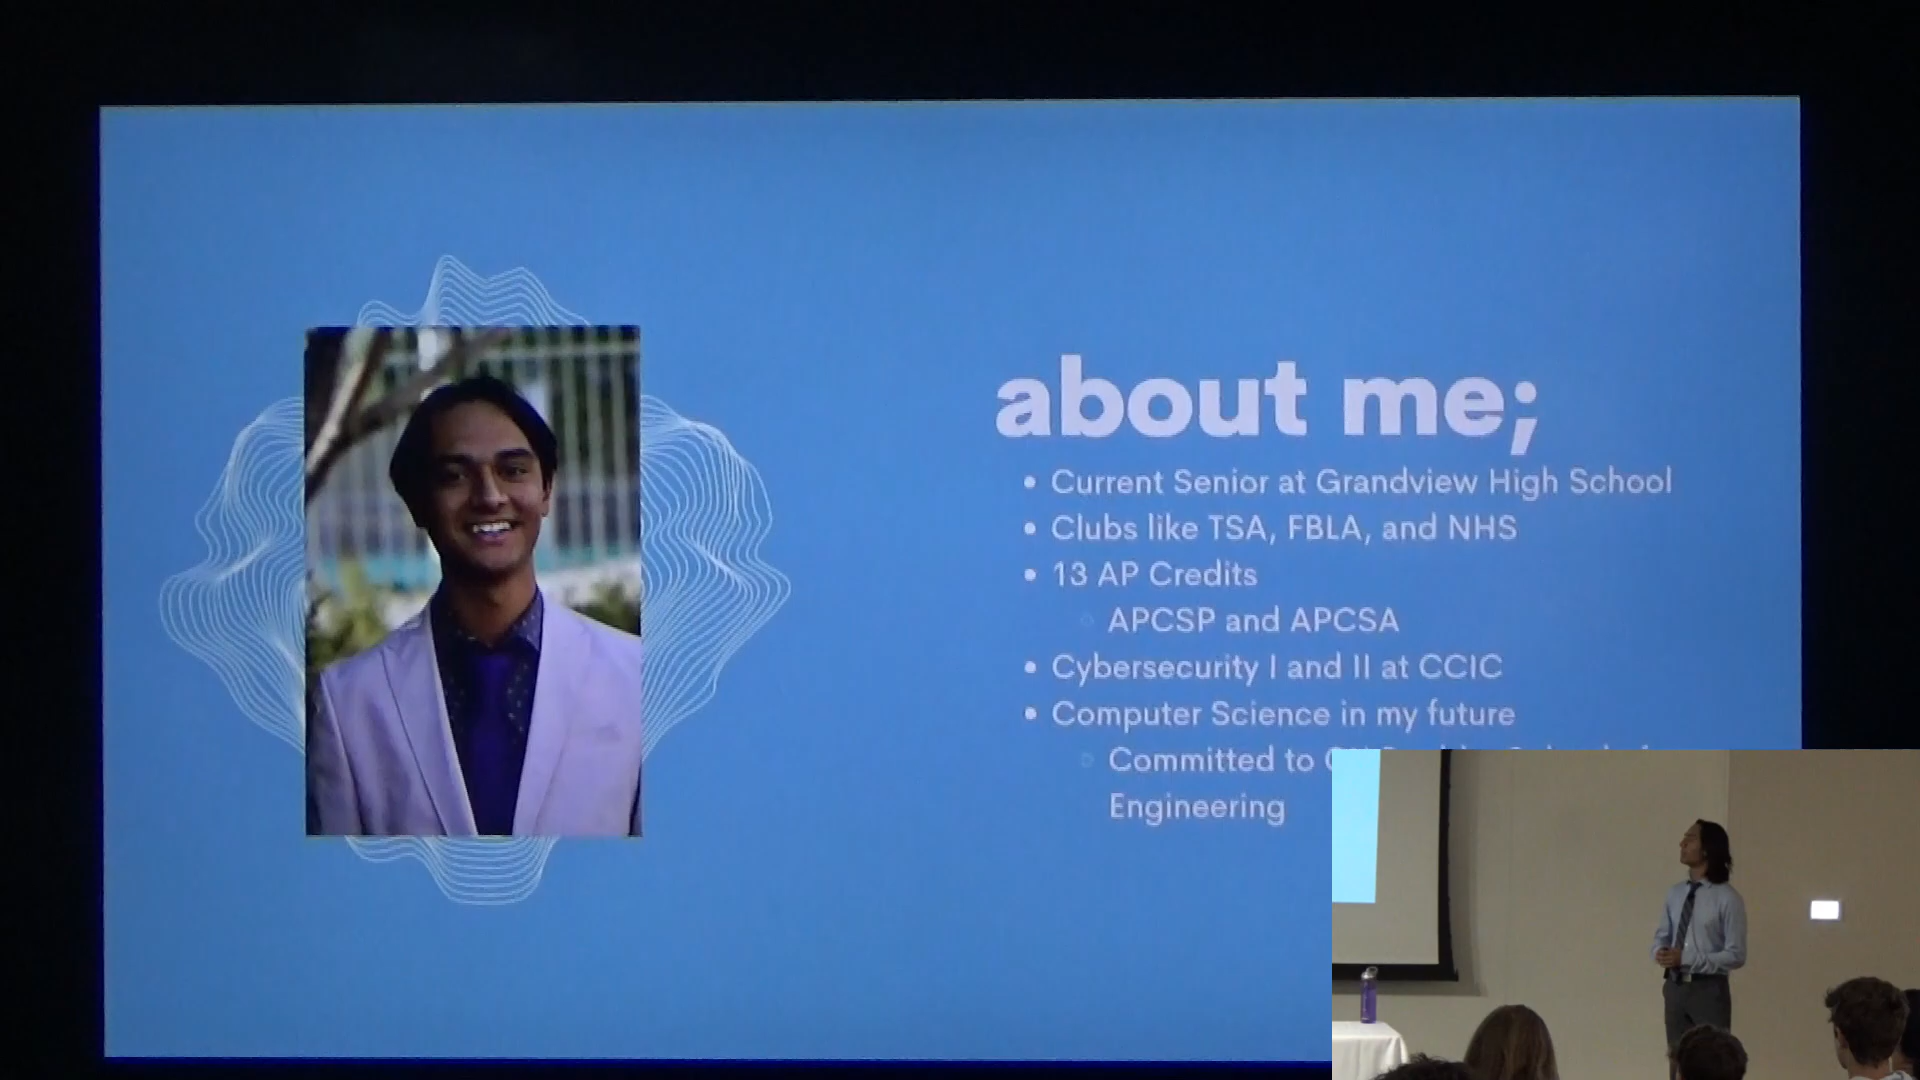 about me;
• Current Senior at Grandview High School
• Clubs like TSA, FBLA, and NHS
• 13 AP Credits
◦ APCSP and APCSA
• Cybersecurity I and II at CCIC
• Computer Science in my future
◦ Committed to
Engineering